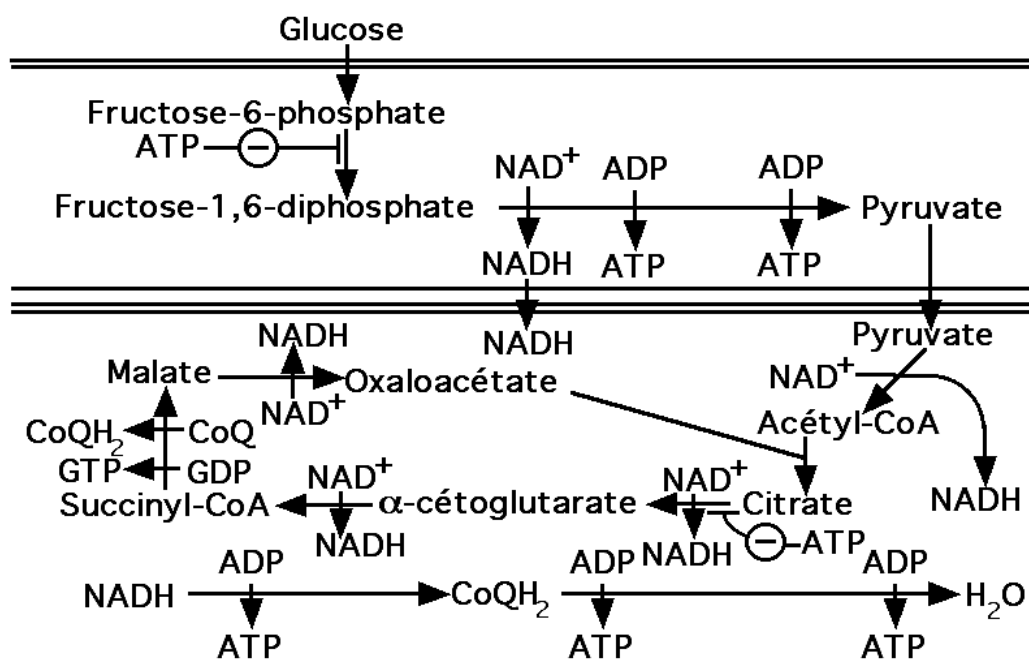 Glucose
Fructose-6-phosphate
ATP −
Fructose-1,6-diphosphate
NAD+ ADP ADP
Pyruvate
NADH ATP ATP
NADH Pyruvate
NADH
Malate Oxaloacétate NAD+
NAD+
Acétyl-CoA
CoQH2 CoQ
GTP GDP NAD+ NAD+
Succinyl-CoA α-cétoglutarate Citrate NADH
NADH NADH − ATP
ADP ADP ADP
NADH CoQH2 H2O
ATP ATP ATP